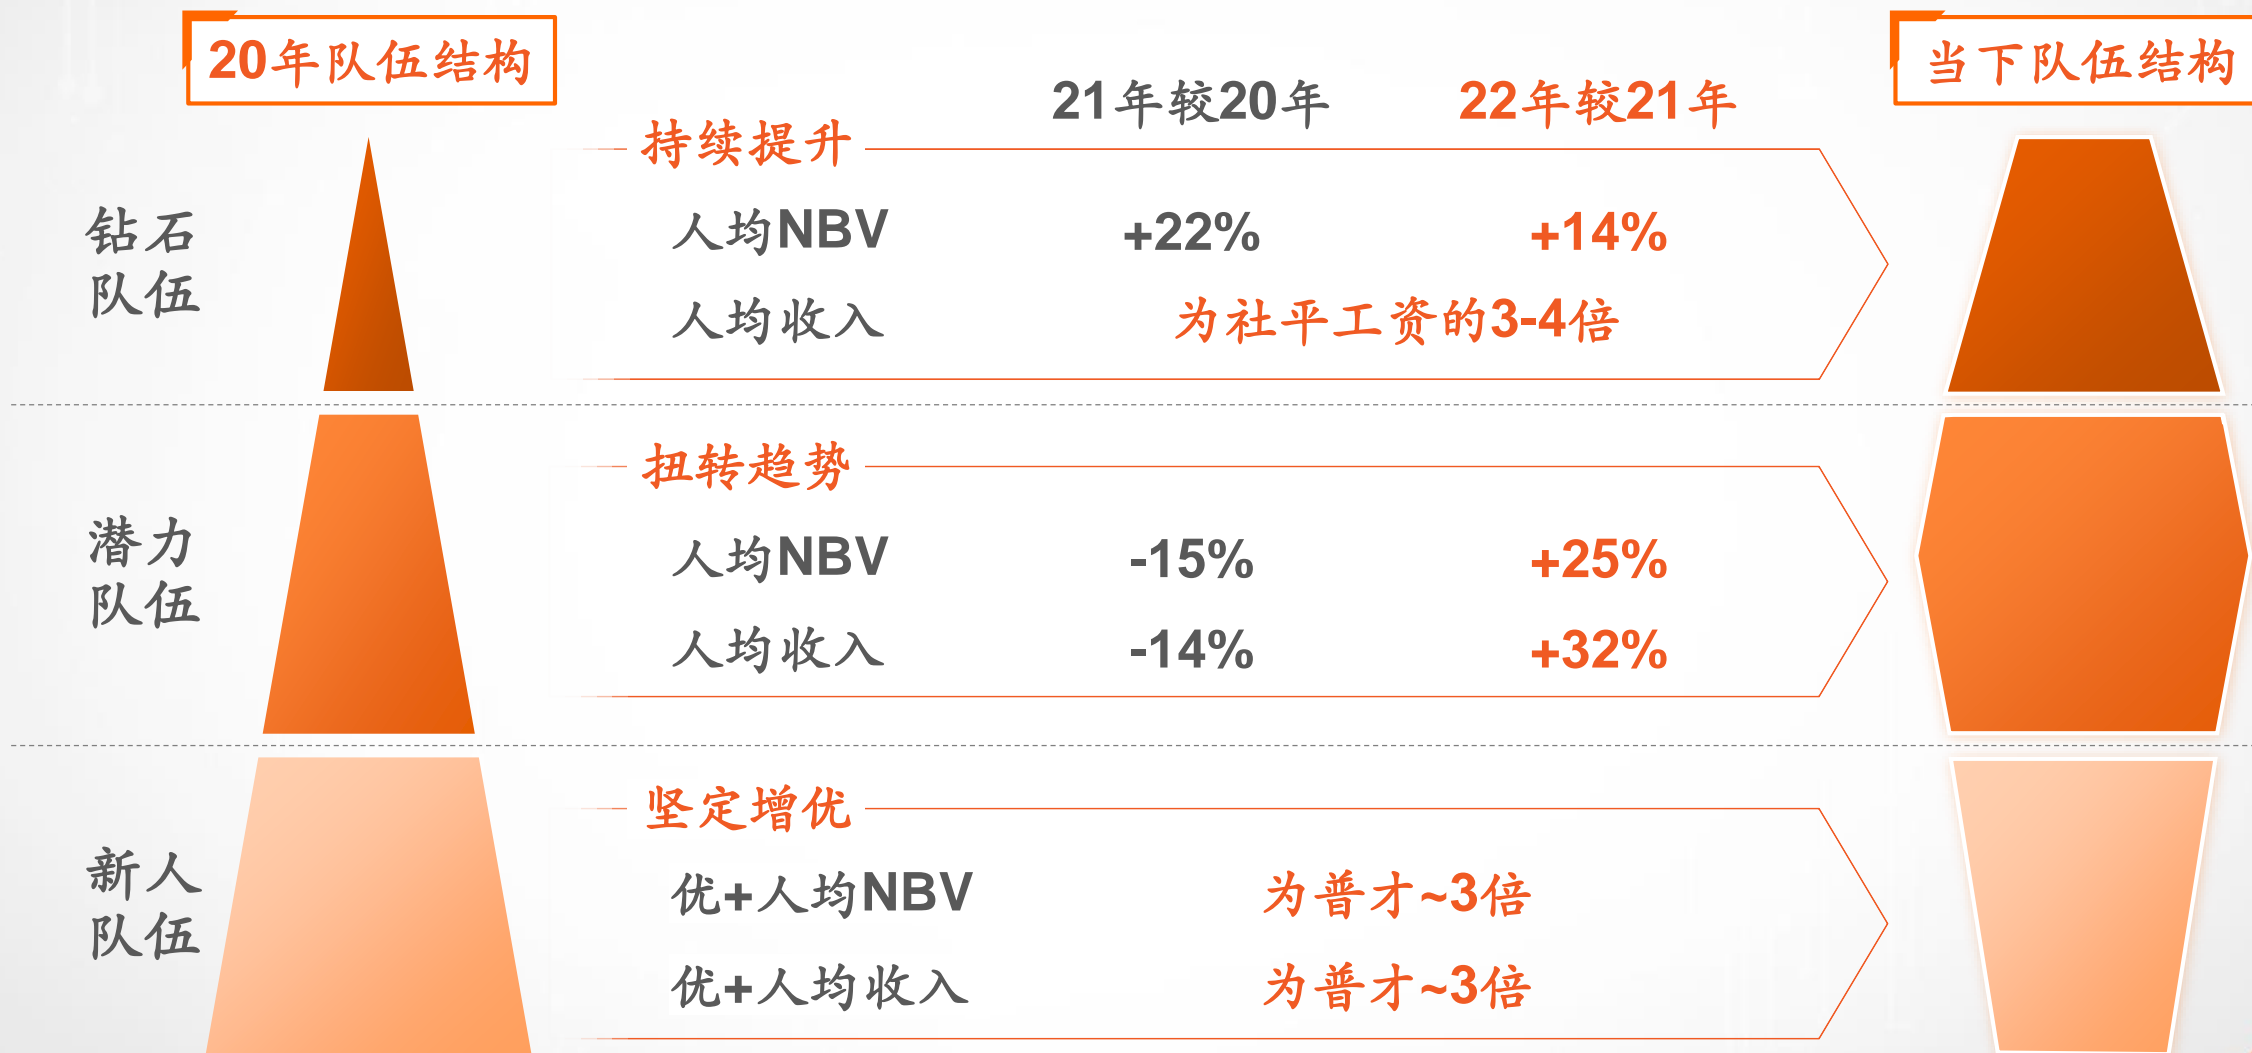 20年队伍结构
当下队伍结构
21年较20年
22年较21年
持续提升
钻石
队伍
人均NBV
+22%
+14%
人均收入
为社平工资的3-4倍
扭转趋势
潜力
队伍
人均NBV
-15%
+25%
人均收入
-14%
+32%
坚定增优
新人
队伍
优+人均NBV
为普才~3倍
优+人均收入
为普才~3倍